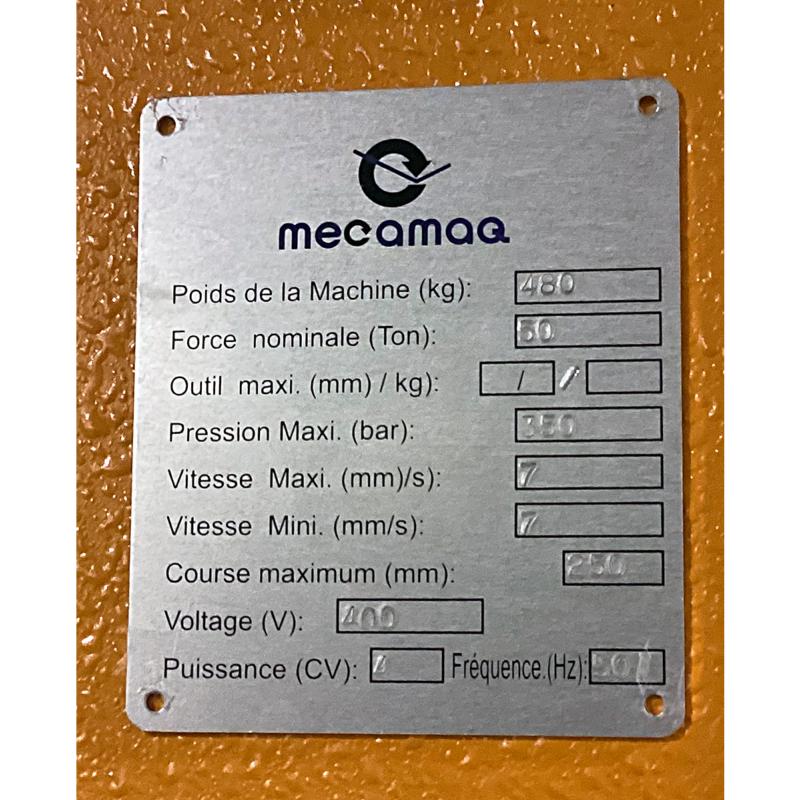 mecamaq
Poids de la Machine (kg): 480
Force nominale (Ton): 50
Outil maxi. (mm) / kg): / /
Pression Maxi. (bar): 350
Vitesse Maxi. (mm)/s): 7
Vitesse Mini. (mm/s): 7
Course maximum (mm): 250
Voltage (V): 400
Puissance (CV): 4 Fréquence.(Hz): 50